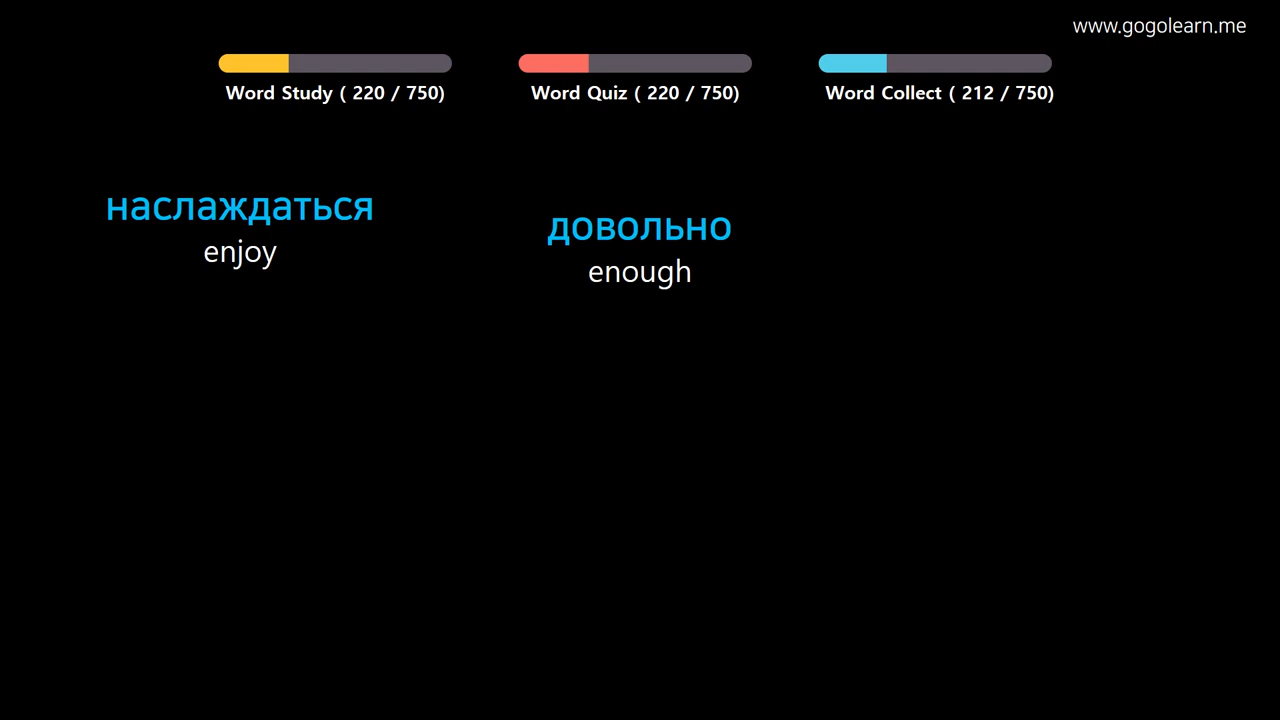 www.gogolearn.me
Word Study ( 220 / 750)
Word Quiz ( 220 / 750)
Word Collect ( 212 / 750)
наслаждаться
enjoy
довольно
enough